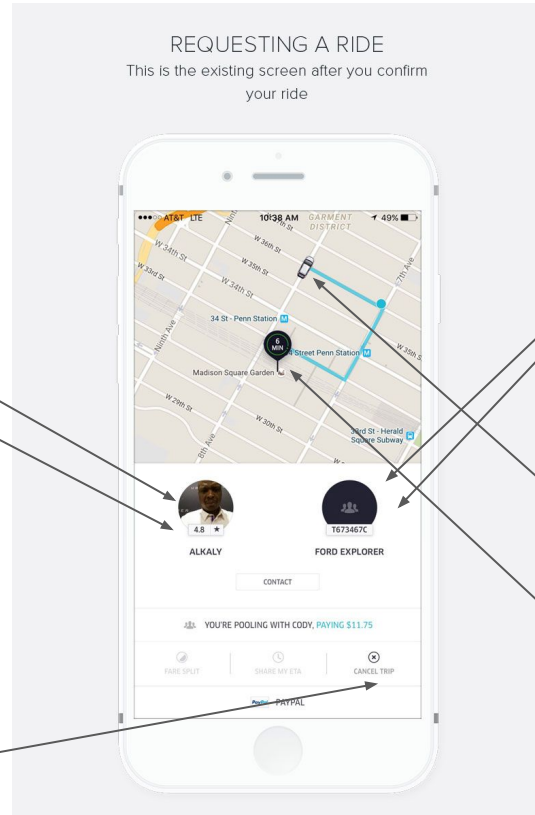 REQUESTING A RIDE
This is the existing screen after you confirm
your ride
AT&T LTE
10:38 AM
49%
GARMENT
DISTRICT
Ninth St
W 36th St
W 35th St
W 34th St
W 34th St
W 33rd St
7th Ave
34 St - Penn Station M
Ninth Ave
6
MIN
Street Penn Station M
W 35th S
Madison Square Garden
W 29th St
W 30th St
33rd St - Herald
Square Subway
8th Ave
4.8 ★
T673467C
ALKALY
FORD EXPLORER
CONTACT
YOU'RE POOLING WITH CODY, PAYING $11.75
FARE SPLIT
SHARE MY ETA
CANCEL TRIP
PayPal PAYPAL